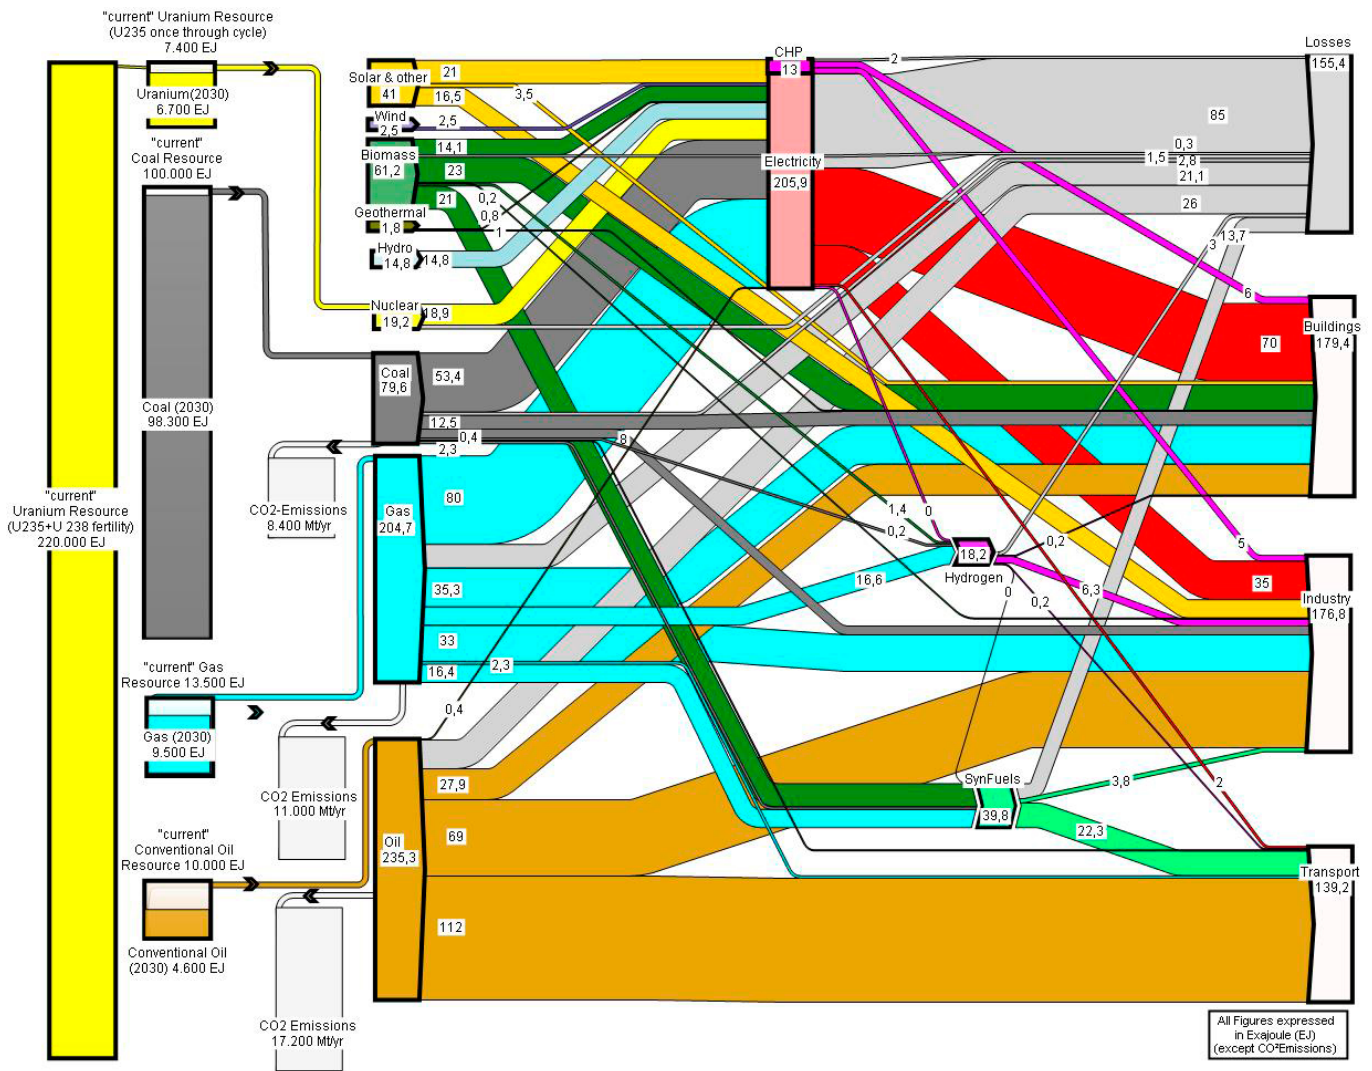 "current" Uranium Resource
(U235 once through cycle)
7.400 EJ
Uranium(2030)
6.700 EJ
"current"
Coal Resource
100.000 EJ
Coal (2030)
98.300 EJ
"current"
Uranium Resource
(U235+U 238 fertility)
220.000 EJ
"current" Gas
Resource 13.500 EJ
Gas (2030)
9.500 EJ
"current"
Conventional Oil
Resource 10.000 EJ
Conventional Oil
(2030) 4.600 EJ
CO2-Emissions
8.400 Mt/yr
CO2 Emissions
11.000 Mt/yr
CO2 Emissions
17.200 Mt/yr
Solar & other
41
Wind
2,5
Biomass
61,2
Geothermal
1,8
Hydro
14,8
Nuclear
19,2
Coal
79,6
Gas
204,7
Oil
235,3
21
16,5
3,5
2,5
14,1
23
21
0,2
0,8
1
14,8
18,9
53,4
12,5
0,4
2,3
80
35,3
33
16,4
2,3
0,4
27,9
69
112
8
CHP
13
Electricity
205,9
2
85
0,3
1,5
2,8
21,1
26
3
13,7
6
70
5
35
1,4
0
0,2
16,6
18,2
Hydrogen
0,2
6,3
0
0,2
SynFuels
39,8
3,8
22,3
2
Losses
155,4
Buildings
179,4
Industry
176,8
Transport
139,2
All Figures expressed
in Exajoule (EJ)
(except CO²Emissions)